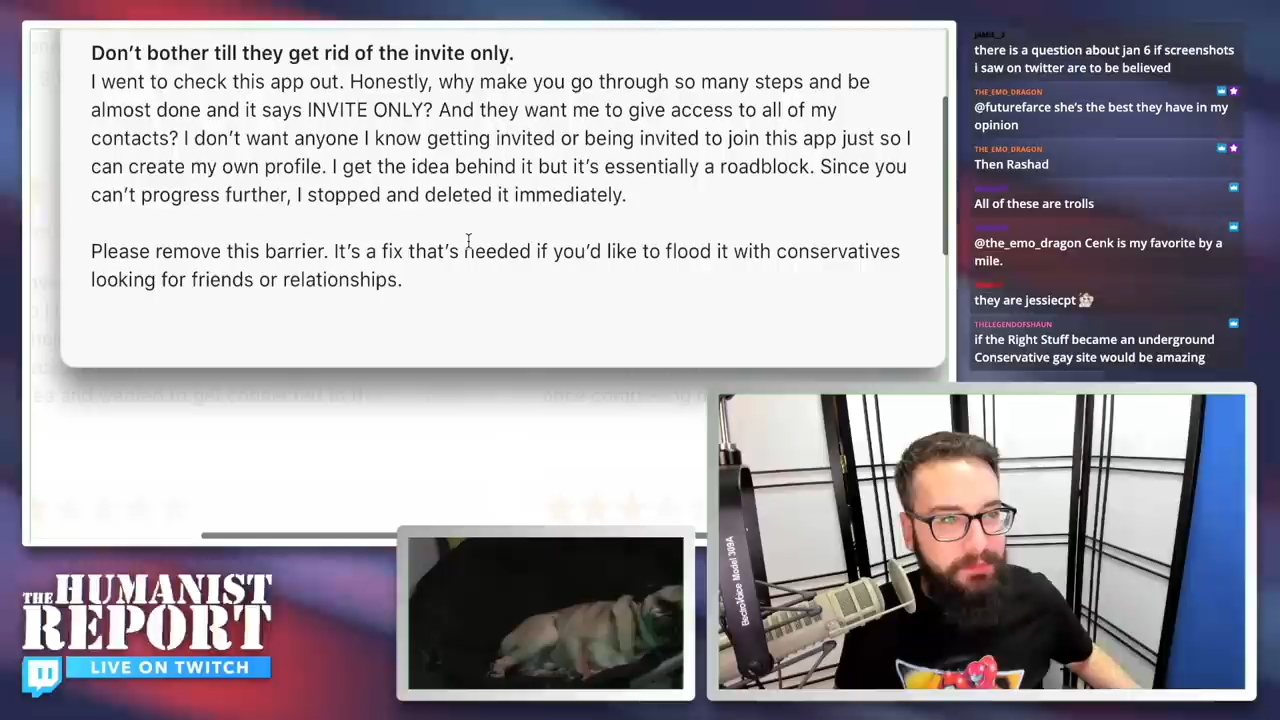 Don’t bother till they get rid of the invite only.
I went to check this app out. Honestly, why make you go through so many steps and be
almost done and it says INVITE ONLY? And they want me to give access to all of my
contacts? I don’t want anyone I know getting invited or being invited to join this app just so I
can create my own profile. I get the idea behind it but it’s essentially a roadblock. Since you
can’t progress further, I stopped and deleted it immediately.
Please remove this barrier. It’s a fix that’s needed if you’d like to flood it with conservatives
looking for friends or relationships.
there is a question about jan 6 if screenshots
i saw on twitter are to be believed
THE_EMO_DRAGON
@futurefarce she’s the best they have in my
opinion
THE_EMO_DRAGON
Then Rashad
All of these are trolls
@the_emo_dragon Cenk is my favorite by a
mile.
they are jessiecpt
THELEGENDOFSHAUN
if the Right Stuff became an underground
Conservative gay site would be amazing
THE HUMANIST
REPORT
LIVE ON TWITCH
ElectroVoice Model 309A